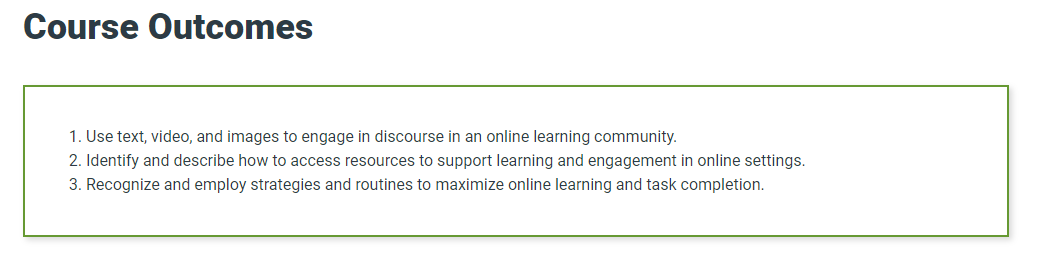 Course Outcomes
1. Use text, video, and images to engage in discourse in an online learning community.
2. Identify and describe how to access resources to support learning and engagement in online settings.
3. Recognize and employ strategies and routines to maximize online learning and task completion.